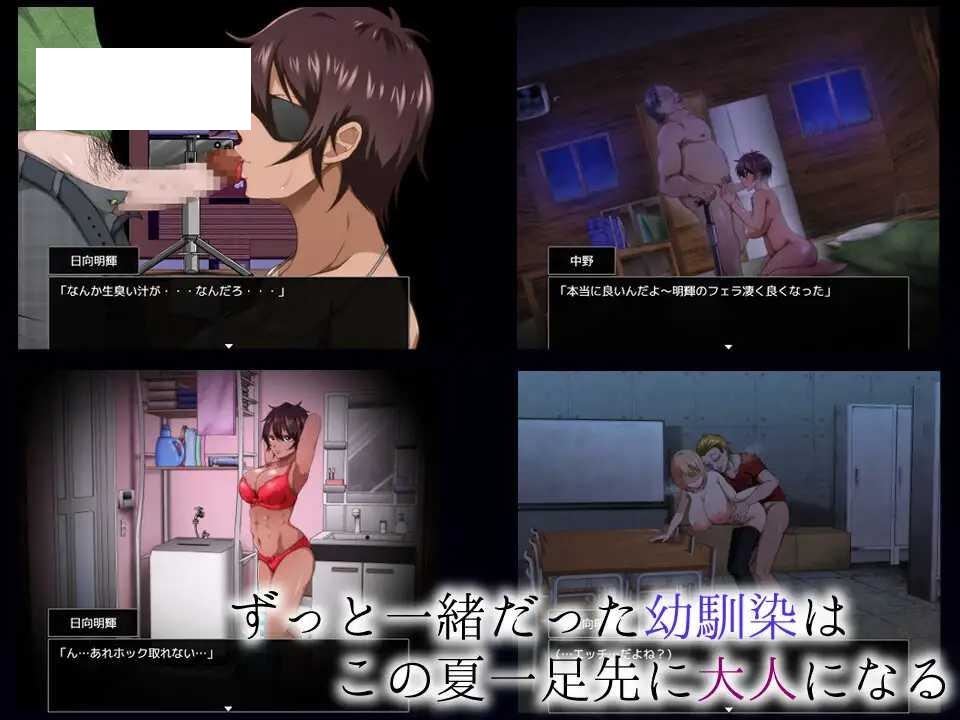 日向明輝
「なんか生臭い汁が・・・なんだろ・・・」
中野
「本当に良いんだよ～明輝のフェラ凄く良くなった」
日向明輝
「ん…あれホック取れない…」
(…エッチ…だよね？)
ずっと一緒だった幼馴染は
この夏一足先に大人になる